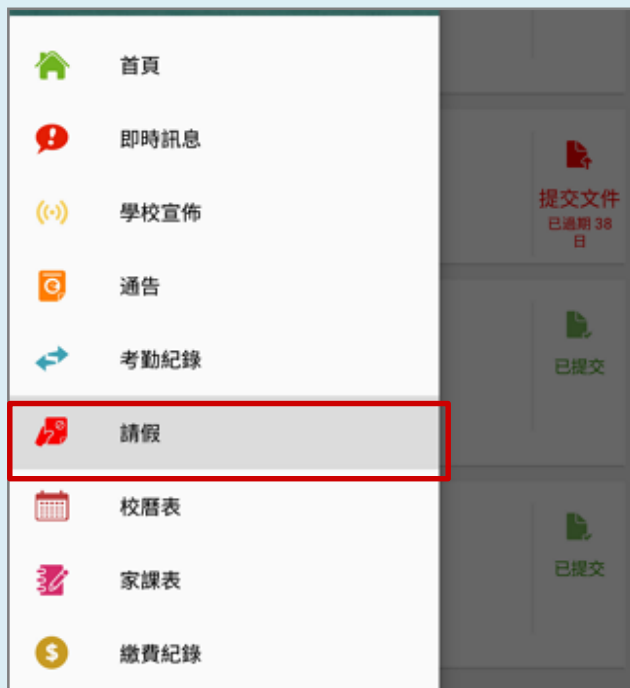 首頁
即時訊息
學校宣佈
通告
考勤紀錄
請假
校曆表
家課表
繳費紀錄
提交文件
已過期 38
日
已提交
已提交